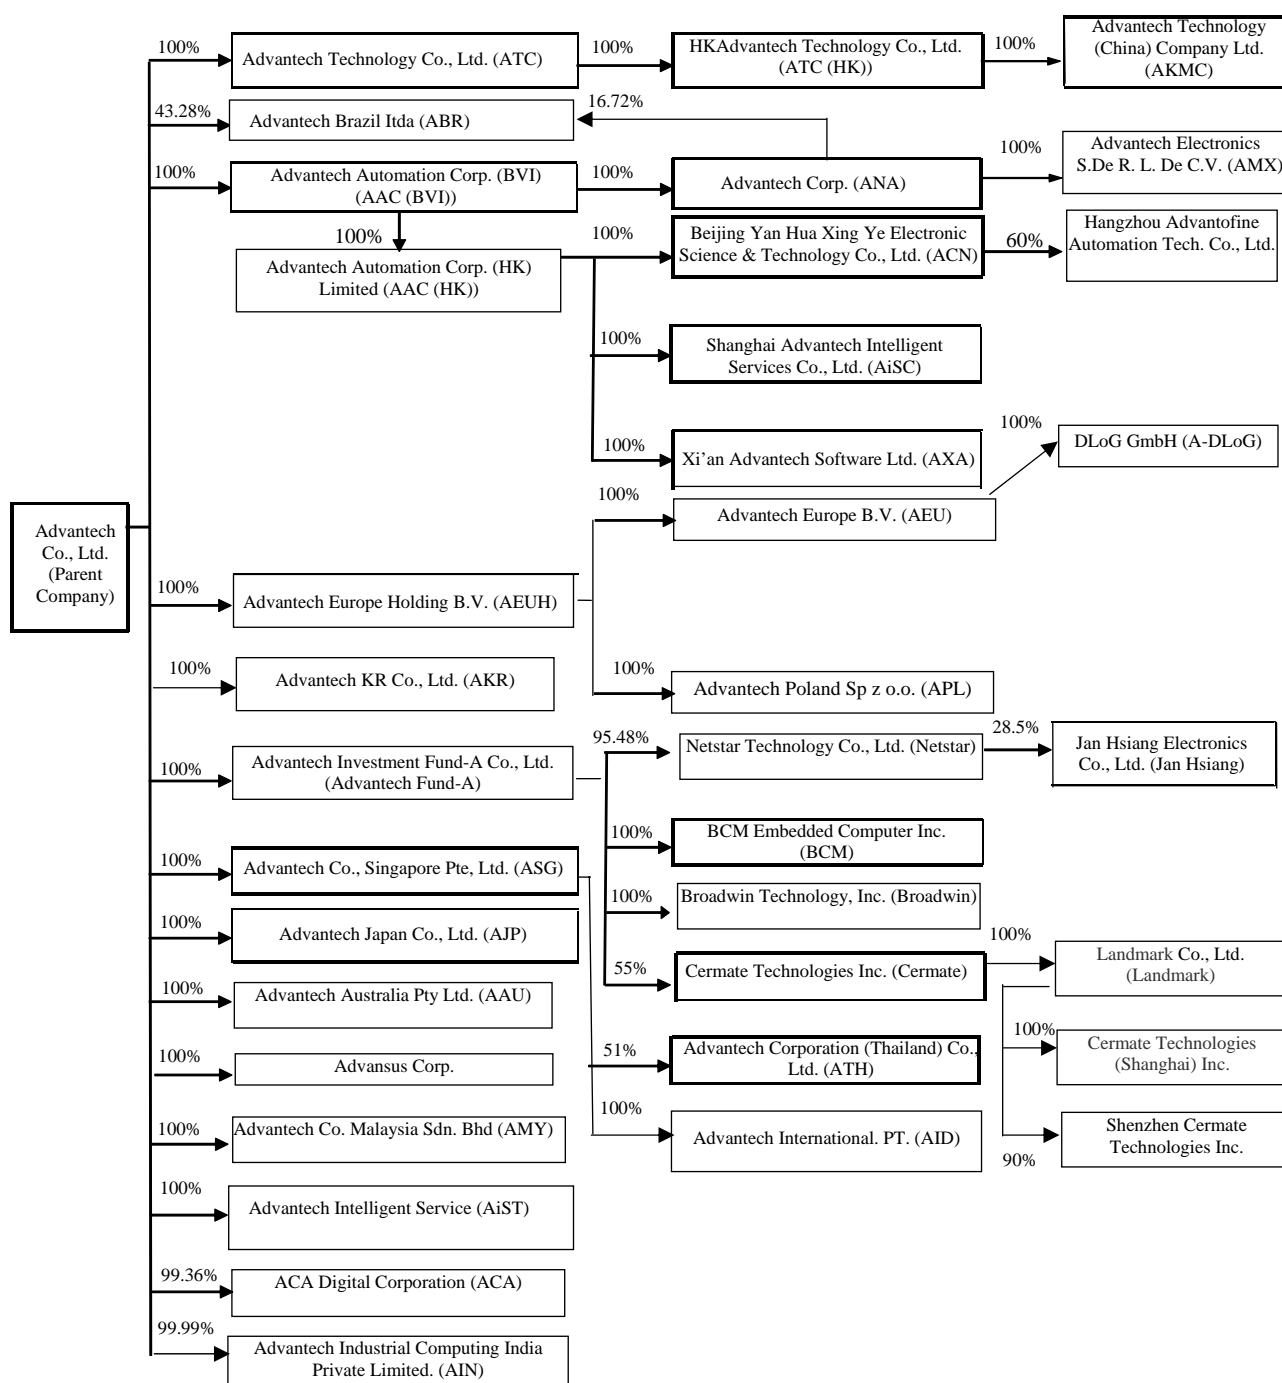 100%
Advantech Technology Co., Ltd. (ATC)
100%
HKAdvantech Technology Co., Ltd.
(ATC (HK))
100%
Advantech Technology
(China) Company Ltd.
(AKMC)
43.28%
Advantech Brazil Itda (ABR)
16.72%
100%
Advantech Automation Corp. (BVI)
(AAC (BVI))
100%
Advantech Corp. (ANA)
100%
Advantech Electronics
S.De R. L. De C.V. (AMX)
100%
Advantech Automation Corp. (HK)
Limited (AAC (HK))
100%
Beijing Yan Hua Xing Ye Electronic
Science & Technology Co., Ltd. (ACN)
60%
Hangzhou Advantofine
Automation Tech. Co., Ltd.
100%
Shanghai Advantech Intelligent
Services Co., Ltd. (AiSC)
100%
Xi’an Advantech Software Ltd. (AXA)
100%
DLoG GmbH (A-DLoG)
100%
Advantech Europe B.V. (AEU)
Advantech
Co., Ltd.
(Parent
Company)
100%
Advantech Europe Holding B.V. (AEUH)
100%
Advantech KR Co., Ltd. (AKR)
100%
Advantech Poland Sp z o.o. (APL)
100%
Advantech Investment Fund-A Co., Ltd.
(Advantech Fund-A)
95.48%
Netstar Technology Co., Ltd. (Netstar)
28.5%
Jan Hsiang Electronics
Co., Ltd. (Jan Hsiang)
100%
BCM Embedded Computer Inc.
(BCM)
100%
Advantech Co., Singapore Pte, Ltd. (ASG)
100%
Broadwin Technology, Inc. (Broadwin)
100%
Advantech Japan Co., Ltd. (AJP)
55%
Cermate Technologies Inc. (Cermate)
100%
Landmark Co., Ltd.
(Landmark)
100%
Advantech Australia Pty Ltd. (AAU)
100%
Advansus Corp.
51%
Advantech Corporation (Thailand) Co.,
Ltd. (ATH)
100%
Cermate Technologies
(Shanghai) Inc.
100%
Advantech Co. Malaysia Sdn. Bhd (AMY)
100%
Advantech International. PT. (AID)
90%
Shenzhen Cermate
Technologies Inc.
100%
Advantech Intelligent Service (AiST)
99.36%
ACA Digital Corporation (ACA)
99.99%
Advantech Industrial Computing India
Private Limited. (AIN)